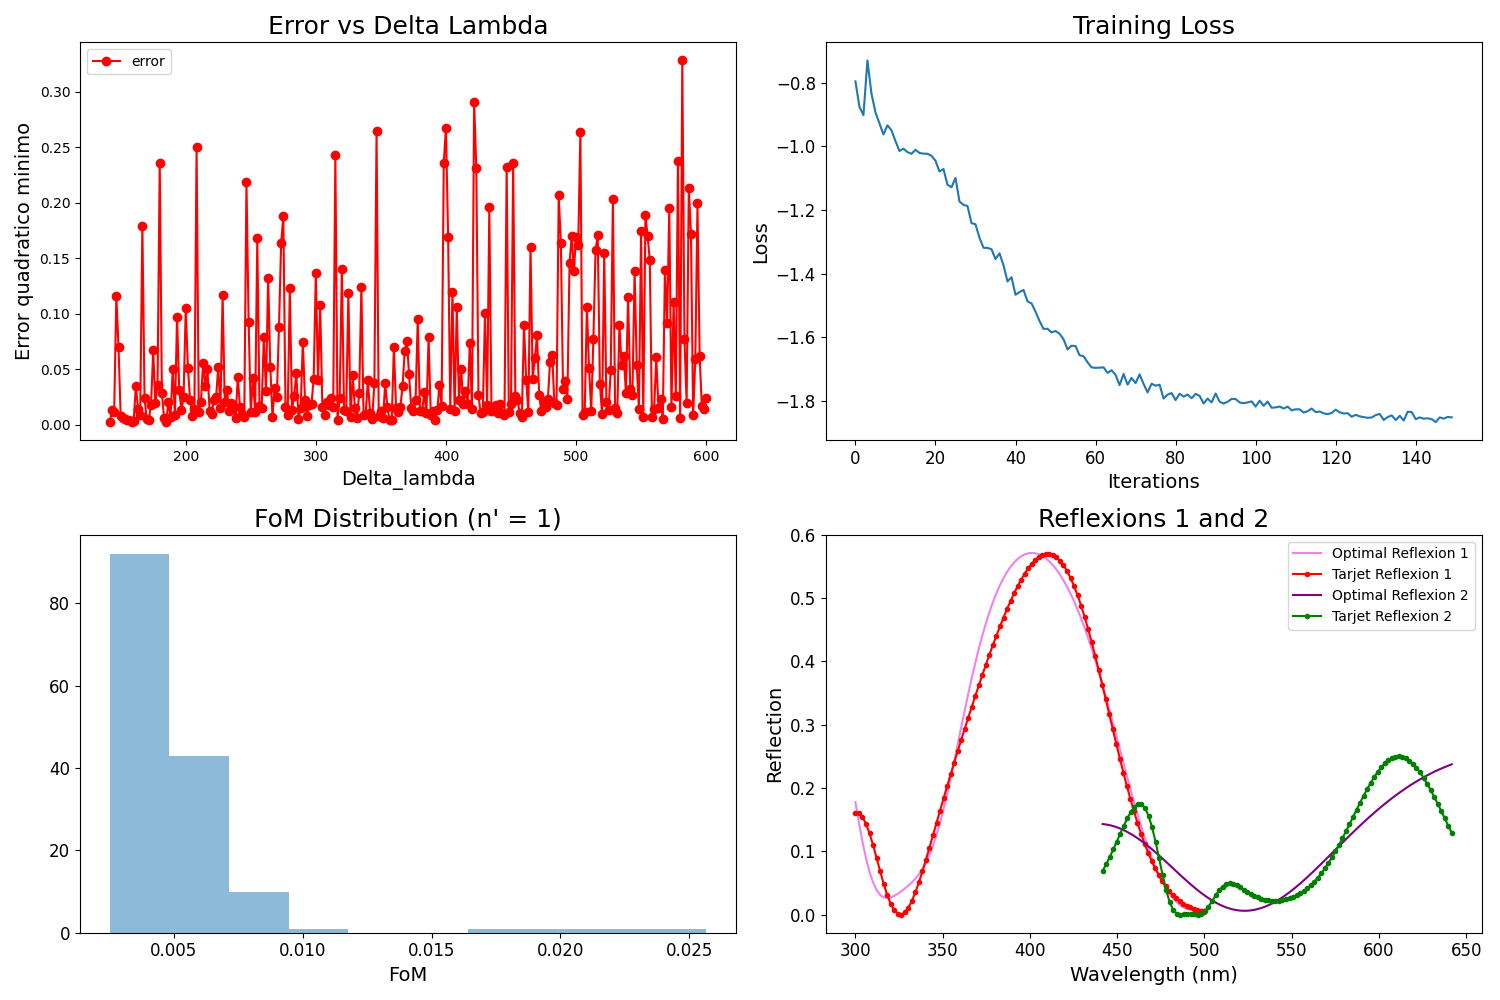 Error vs Delta Lambda
error
Error quadratico minimo
0.30
0.25
0.20
0.15
0.10
0.05
0.00
200 300 400 500 600
Delta_lambda
Training Loss
Loss
−0.8
−1.0
−1.2
−1.4
−1.6
−1.8
0 20 40 60 80 100 120 140
Iterations
FoM Distribution (n' = 1)
80
60
40
20
0
0.005 0.010 0.015 0.020 0.025
FoM
Reflexions 1 and 2
Optimal Reflexion 1
Tarjet Reflexion 1
Optimal Reflexion 2
Tarjet Reflexion 2
Reflection
0.6
0.5
0.4
0.3
0.2
0.1
0.0
300 350 400 450 500 550 600 650
Wavelength (nm)